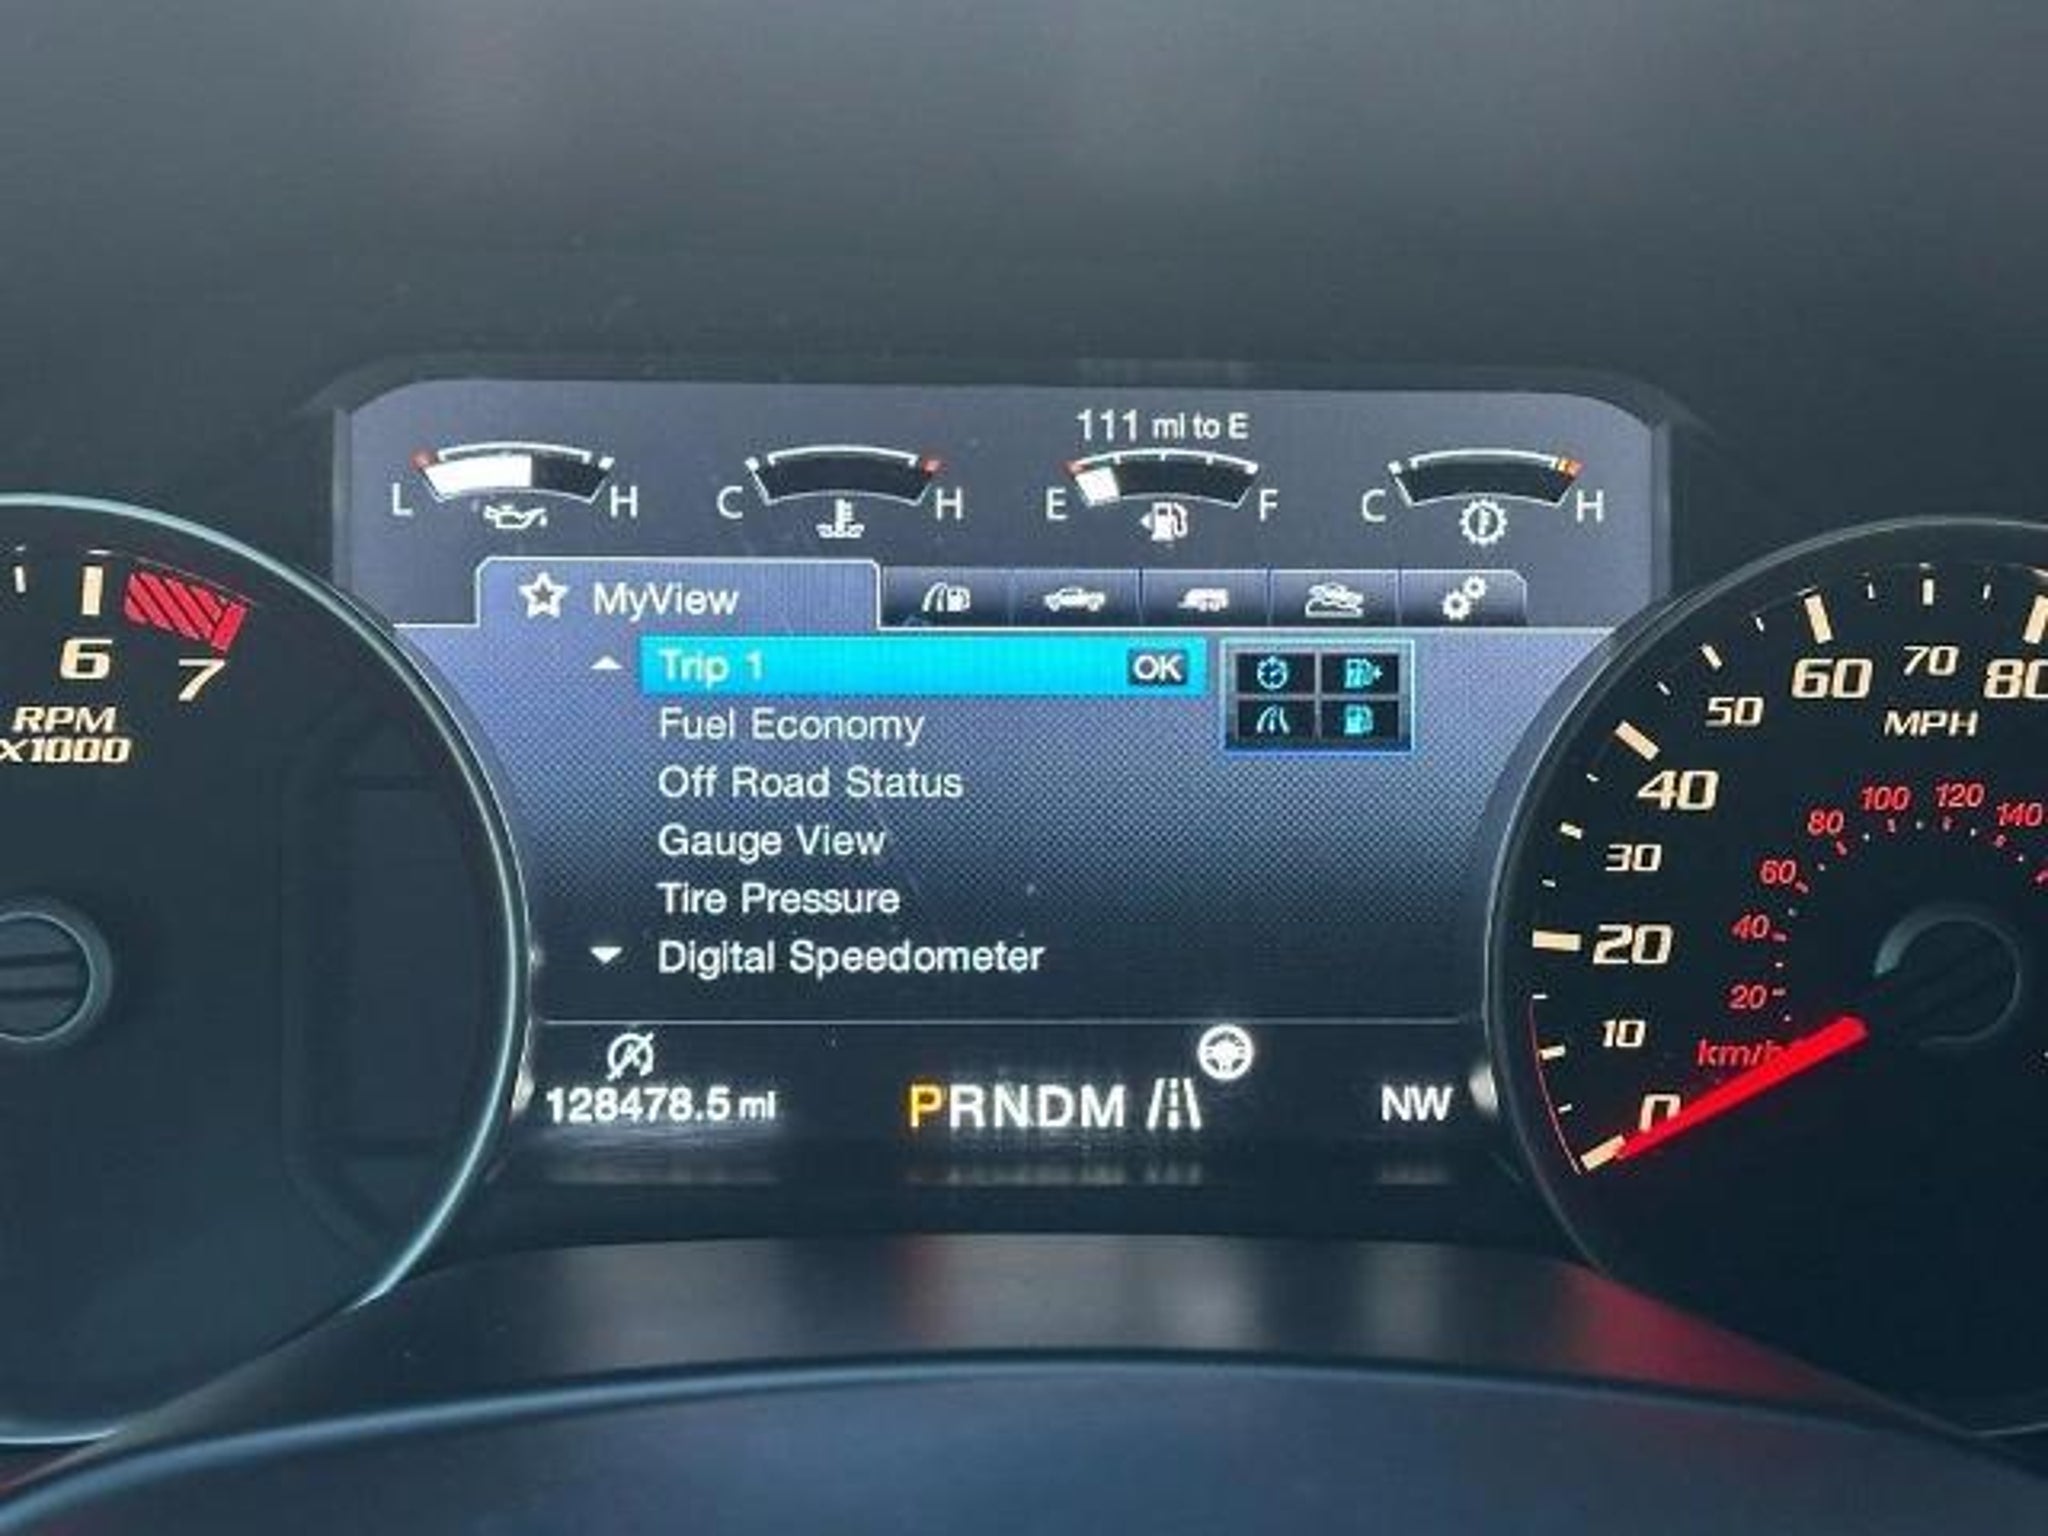 111 mi to E
L H C H E F C H
MyView
Trip 1 OK
Fuel Economy
Off Road Status
Gauge View
Tire Pressure
Digital Speedometer
128478.5 mi PRNDM NW
6 7
RPM
X1000
0 10 20 30 40 50 60 70 80
MPH
km/h
20 40 60 80 100 120 140